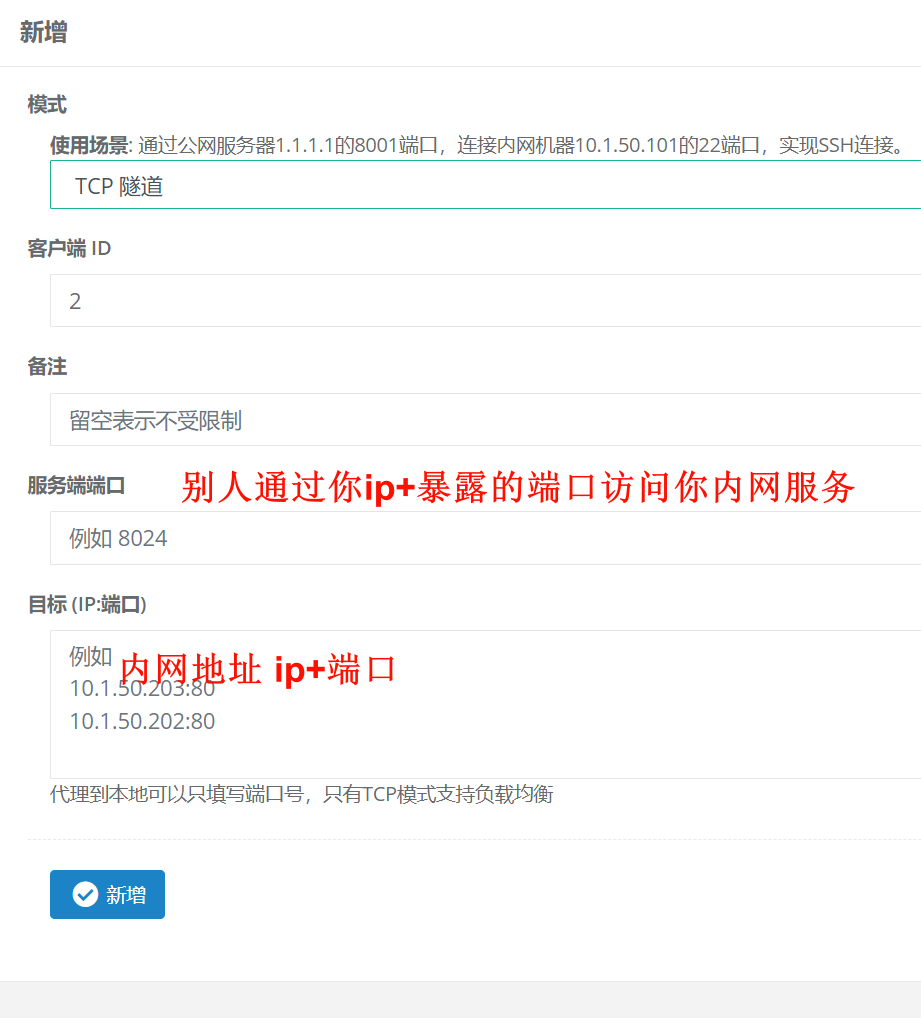 新增
模式
使用场景: 通过公网服务器1.1.1.1的8001端口，连接内网机器10.1.50.101的22端口，实现SSH连接。
TCP 隧道
客户端 ID
2
备注
留空表示不受限制
服务端端口 别人通过你ip+暴露的端口访问你内网服务
例如 8024
目标 (IP:端口)
例如
内网地址 ip+端口
10.1.50.203:80
10.1.50.202:80
代理到本地可以只填写端口号，只有TCP模式支持负载均衡
新增